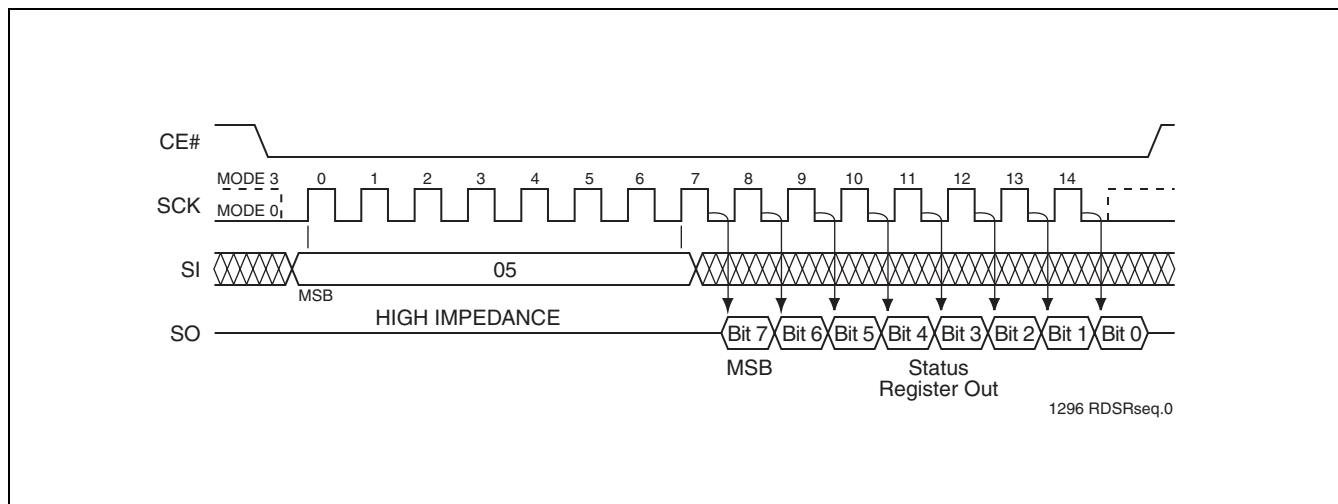 CE#
MODE 3 0 1 2 3 4 5 6 7 8 9 10 11 12 13 14
SCK
MODE 0
SI 05
MSB
HIGH IMPEDANCE
SO Bit 7 Bit 6 Bit 5 Bit 4 Bit 3 Bit 2 Bit 1 Bit 0
MSB Status
Register Out
1296 RDSRseq.0